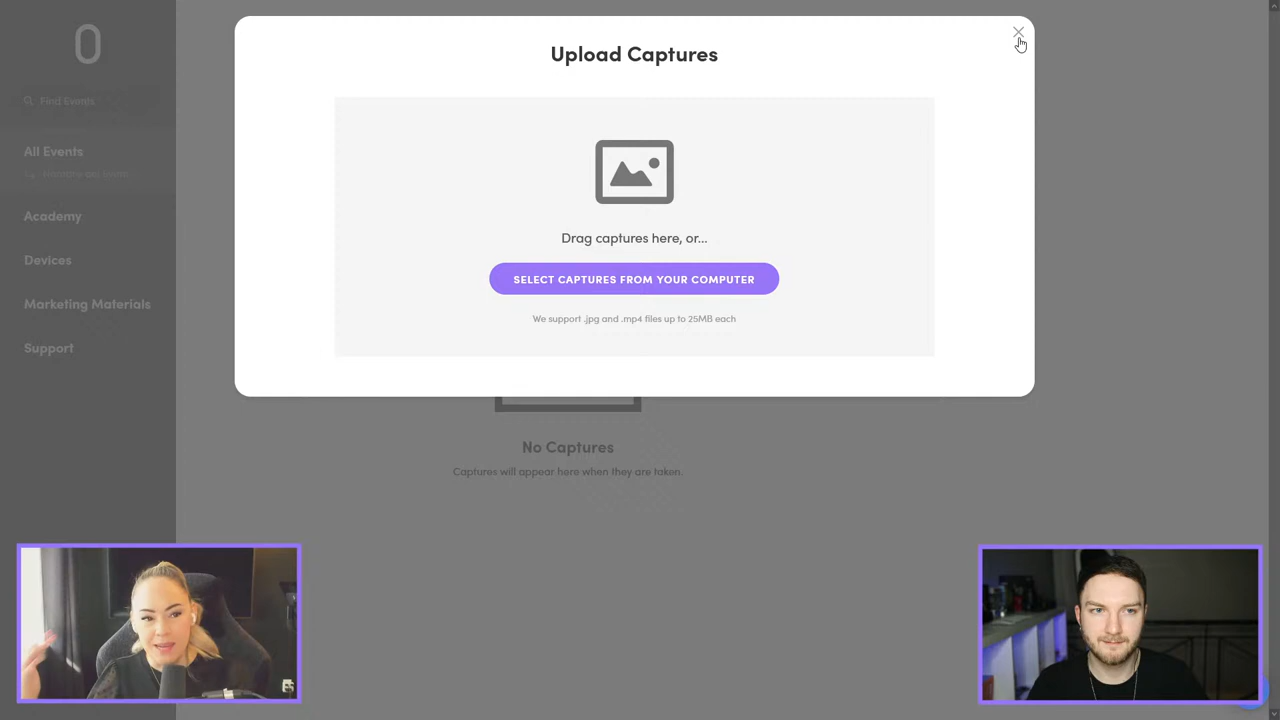 Upload Captures
Find Events
All Events
Academy
Devices
Marketing Materials
Support
Drag captures here, or...
SELECT CAPTURES FROM YOUR COMPUTER
We support .jpg and .mp4 files up to 25MB each
No Captures
Captures will appear here when they are taken.